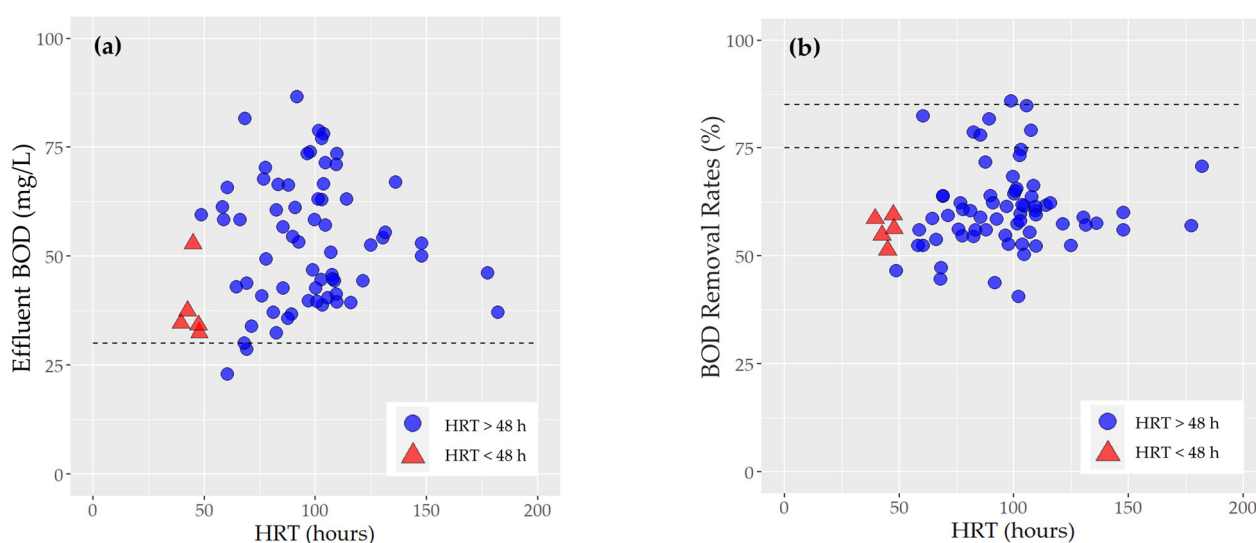 (a)
Effluent BOD (mg/L)
100
75
50
25
0
0 50 100 150 200
HRT (hours)
HRT > 48 h
HRT < 48 h
(b)
BOD Removal Rates (%)
100
75
50
25
0
0 50 100 150 200
HRT (hours)
HRT > 48 h
HRT < 48 h